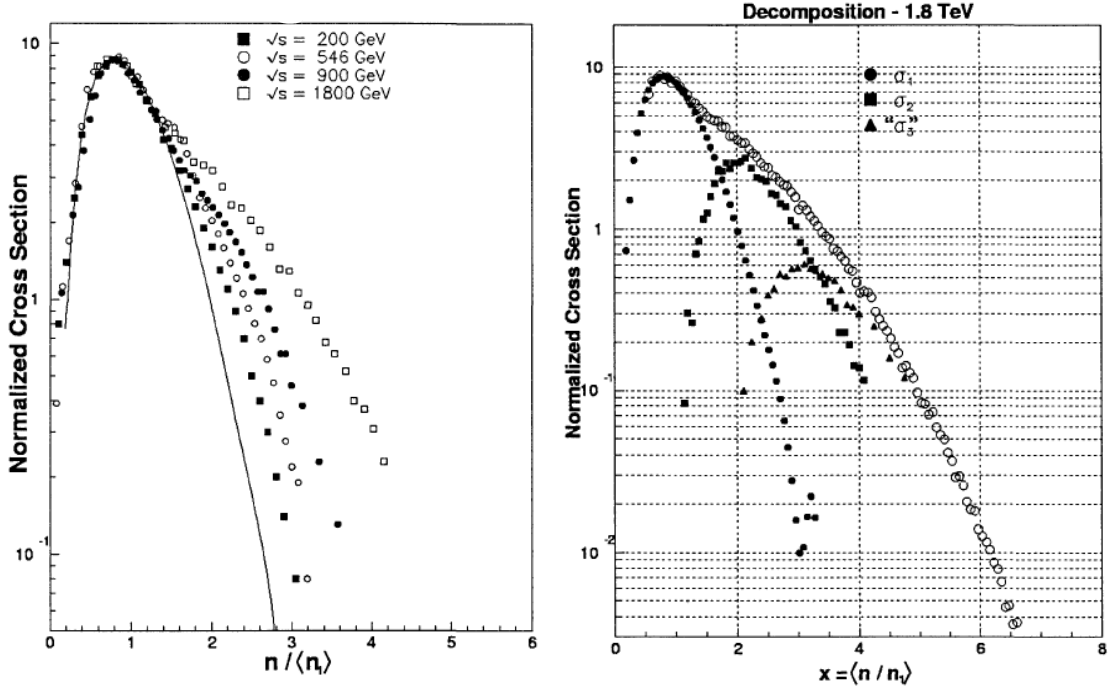 Normalized Cross Section
10
1
10⁻¹
√s = 200 GeV
√s = 546 GeV
√s = 900 GeV
√s = 1800 GeV
0 1 2 3 4 5 6
n / ⟨n₁⟩
Decomposition - 1.8 TeV
Normalized Cross Section
10
1
10⁻¹
10⁻²
σ₁
σ₂
“σ₃”
0 2 4 6 8
x = ⟨n / n₁⟩